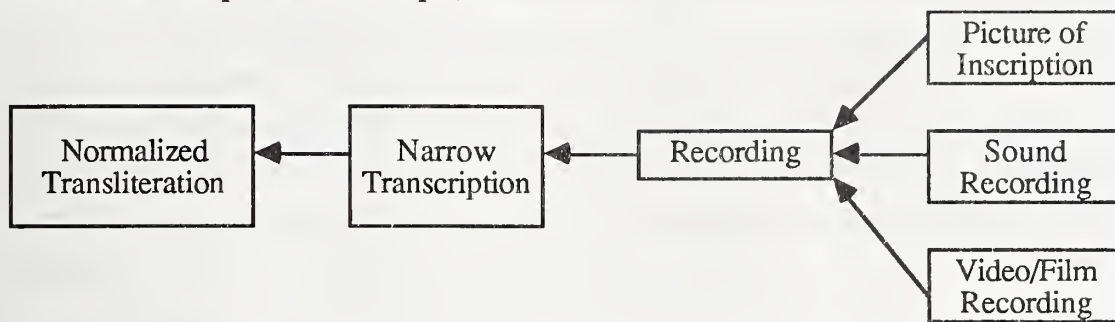 Picture of
Inscription
Normalized
Transliteration
Narrow
Transcription
Recording
Sound
Recording
Video/Film
Recording